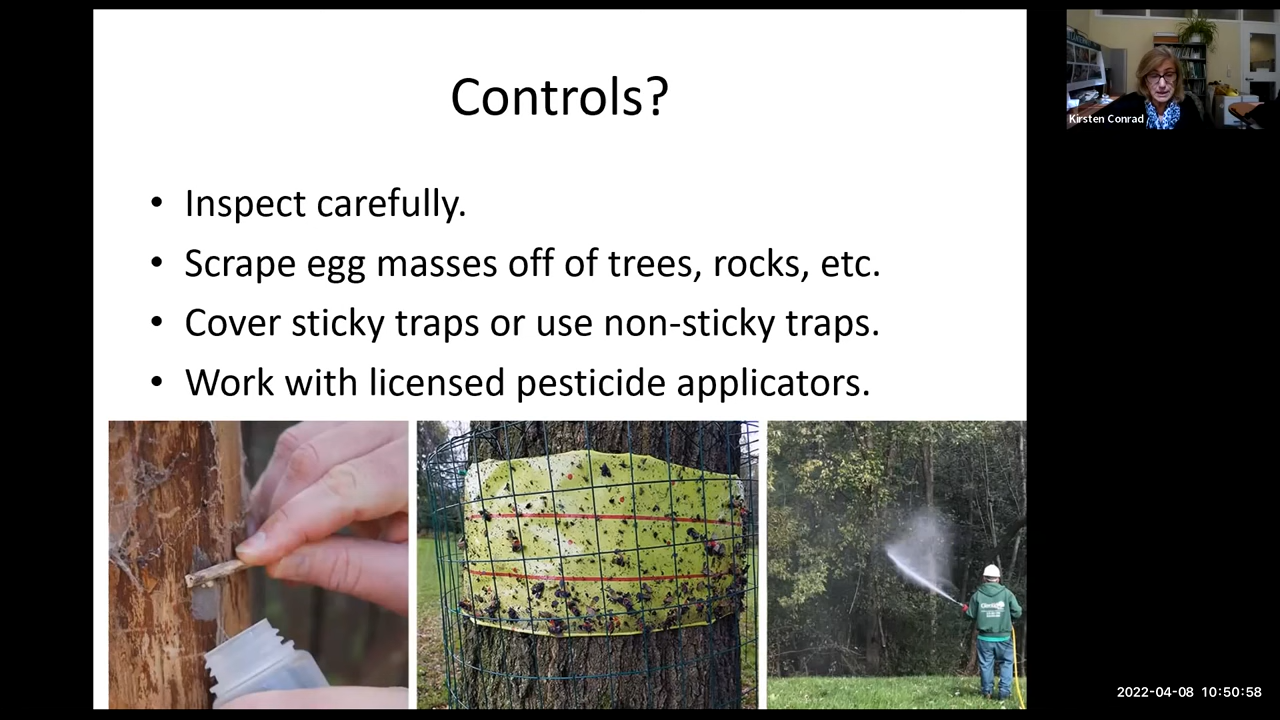 Controls?
• Inspect carefully.
• Scrape egg masses off of trees, rocks, etc.
• Cover sticky traps or use non-sticky traps.
• Work with licensed pesticide applicators.
Kirsten Conrad
2022-04-08 10:50:58